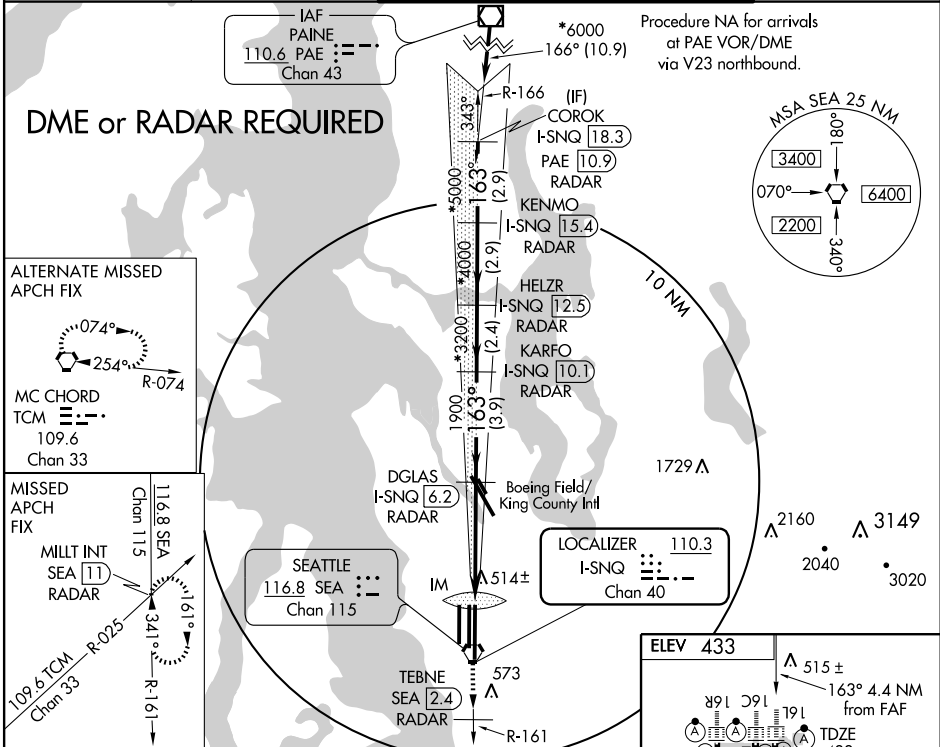 IAF
PAINE
110.6 PAE
Chan 43
*6000
166° (10.9)
Procedure NA for arrivals
at PAE VOR/DME
via V23 northbound.
DME or RADAR REQUIRED
R-166
343°
(IF)
COROK
I-SNQ 18.3
PAE 10.9
RADAR
*5000
163°
(2.9)
KENMO
I-SNQ 15.4
RADAR
*4000
(2.9)
HELZR
I-SNQ 12.5
RADAR
*3200
(2.4)
KARFO
I-SNQ 10.1
RADAR
1900
163°
(3.9)
10 NM
MSA SEA 25 NM
180°
3400
070°
6400
2200
340°
ALTERNATE MISSED
APCH FIX
074°
254°
R-074
MC CHORD
TCM
109.6
Chan 33
MISSED
APCH
FIX
116.8 SEA
Chan 115
MILLT INT
SEA 11
RADAR
161°
341°
R-025
109.6 TCM
Chan 33
R-161
DGLAS
I-SNQ 6.2
RADAR
Boeing Field/
King County Intl
1729
2160
3149
2040
3020
SEATTLE
116.8 SEA
Chan 115
IM
514±
LOCALIZER 110.3
I-SNQ
Chan 40
TEBNE
SEA 2.4
RADAR
573
R-161
ELEV 433
515 ±
163° 4.4 NM
from FAF
16R
16C
16L
A
A
A
TDZE